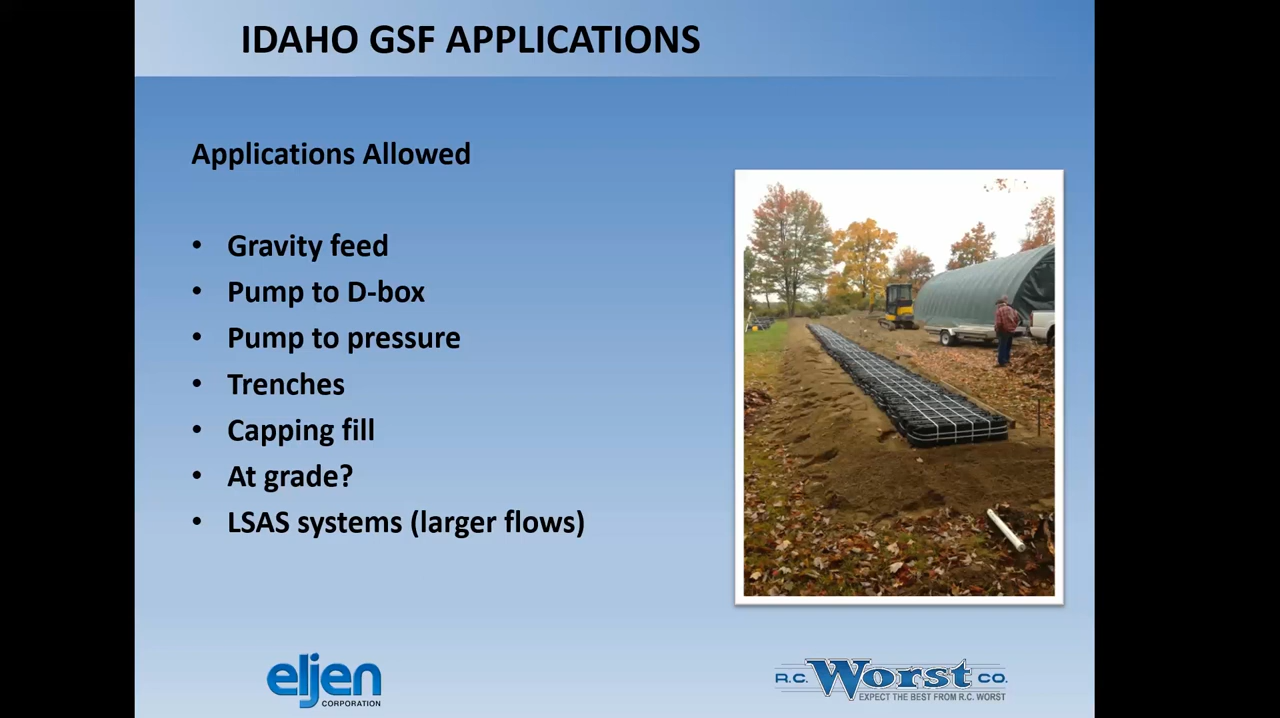 IDAHO GSF APPLICATIONS
Applications Allowed
• Gravity feed
• Pump to D-box
• Pump to pressure
• Trenches
• Capping fill
• At grade?
• LSAS systems (larger flows)
eljen
CORPORATION
R.C. Worst CO.
EXPECT THE BEST FROM R.C. WORST